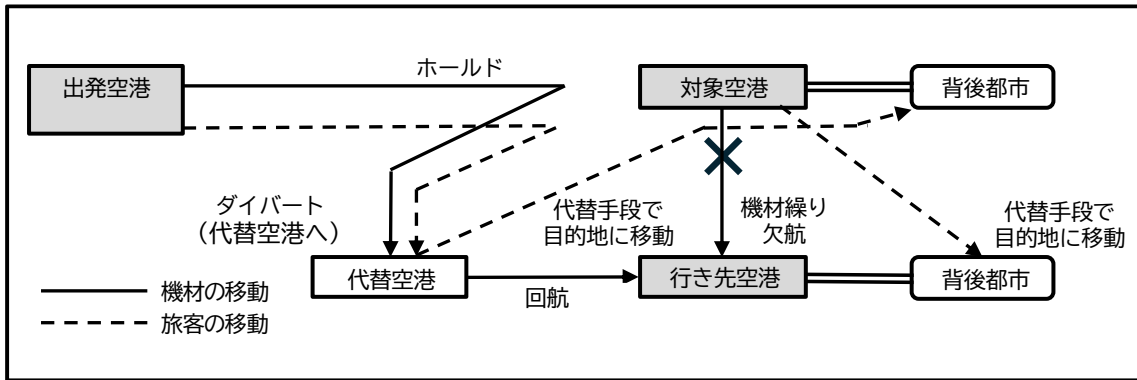 ホールド
出発空港
対象空港
背後都市
ダイバート
（代替空港へ）
代替手段で
目的地に移動
機材繰り
欠航
代替手段で
目的地に移動
代替空港
回航
行き先空港
背後都市
機材の移動
旅客の移動